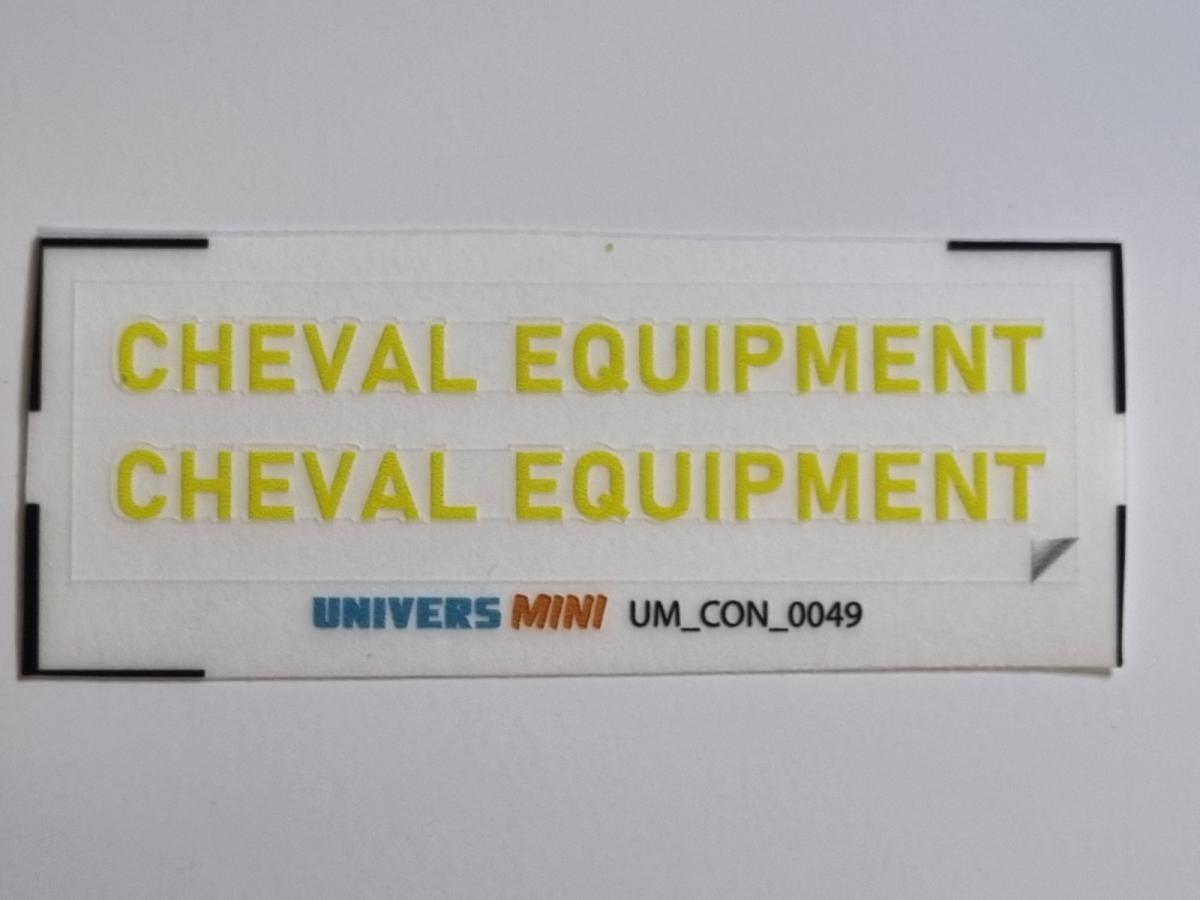 CHEVAL EQUIPMENT
CHEVAL EQUIPMENT
UNIVERS MINI UM_CON_0049